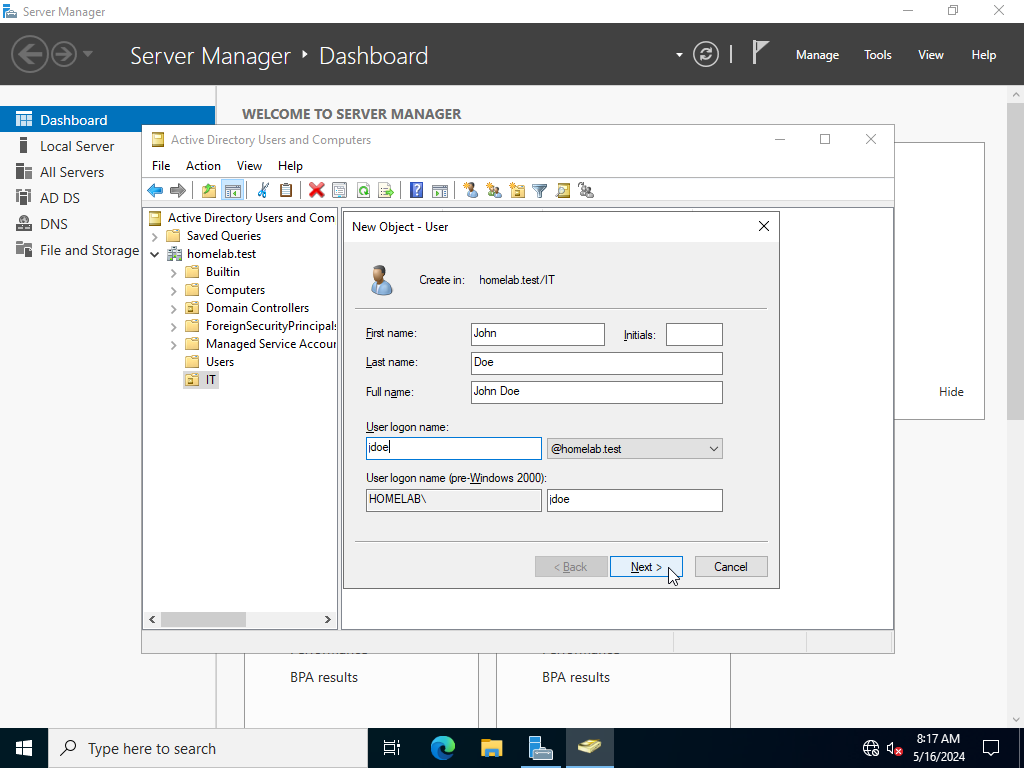 Server Manager
Server Manager ‣ Dashboard
Manage Tools View Help
Dashboard
Local Server
All Servers
AD DS
DNS
File and Storage
WELCOME TO SERVER MANAGER
Active Directory Users and Computers
File Action View Help
Active Directory Users and Com
Saved Queries
homelab.test
Builtin
Computers
Domain Controllers
ForeignSecurityPrincipals
Managed Service Accour
Users
IT
New Object - User
Create in: homelab.test/IT
First name: John Initials:
Last name: Doe
Full name: John Doe
User logon name:
jdoe @homelab.test
User logon name (pre-Windows 2000):
HOMELAB\ jdoe
< Back Next > Cancel
Hide
BPA results BPA results
Type here to search
8:17 AM
5/16/2024